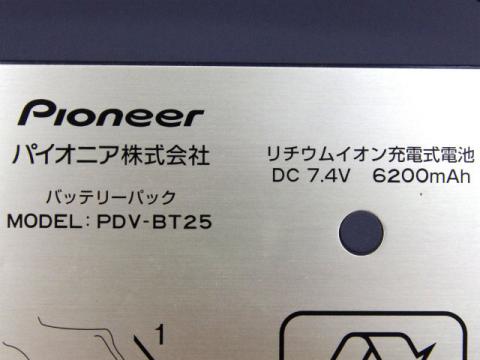 Pioneer
パイオニア株式会社
バッテリーパック
MODEL: PDV-BT25
リチウムイオン充電式電池
DC 7.4V 6200mAh
1